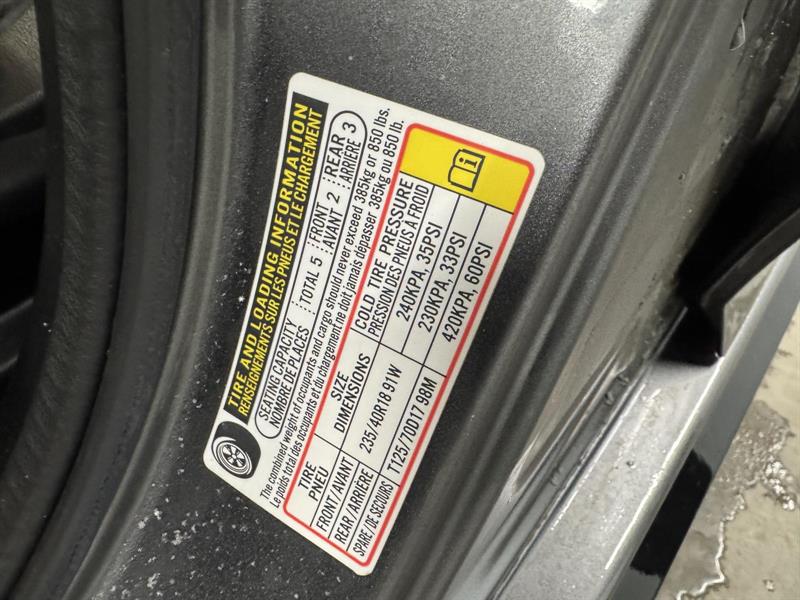 TIRE AND LOADING INFORMATION
RENSEIGNEMENTS SUR LES PNEUS ET LE CHARGEMENT
SEATING CAPACITY TOTAL 5 FRONT 2 REAR 3
NOMBRE DE PLACES AVANT ARRIÈRE
The combined weight of occupants and cargo should never exceed 385kg or 850 lbs.
Le poids total des occupants et du chargement ne doit jamais dépasser 385kg ou 850 lb.
TIRE SIZE COLD TIRE PRESSURE
PNEU DIMENSIONS PRESSION DES PNEUS À FROID
FRONT/AVANT 235/40R18 91W 240KPA, 35PSI
REAR/ARRIÈRE 230KPA, 33PSI
SPARE/DE SECOURS T125/70D17 98M 420KPA, 60PSI